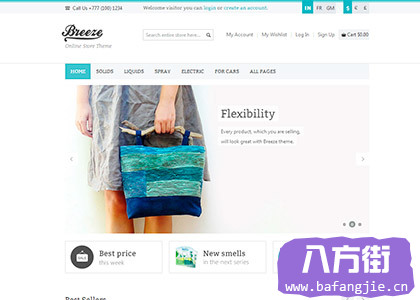 Call Us +777 (100) 1234
Welcome visitor you can login or create an account.
EN FR GM
$ € £
Breeze
Online Store Theme
Search entire store here...
My Account My Wishlist Log In Sign Up Cart $0.00
HOME SOLIDS LIQUIDS SPRAY ELECTRIC FOR CARS ALL PAGES
Flexibility
Every product, which you are selling,
will look great with Breeze theme.
Best price
this week
New smells
in the next series
八方街
www.bafangjie.cn
Best Sellers